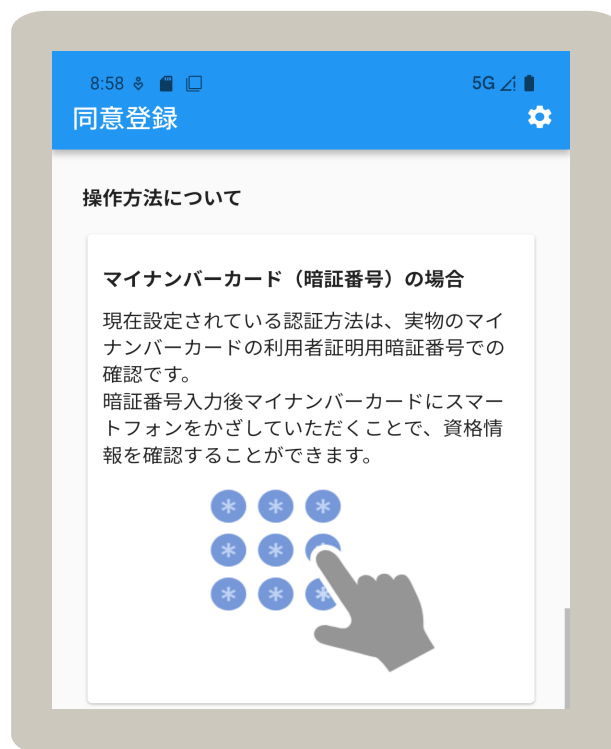 8:58
5G
同意登録
操作方法について
マイナンバーカード（暗証番号）の場合
現在設定されている認証方法は、実物のマイ
ナンバーカードの利用者証明用暗証番号での
確認です。
暗証番号入力後マイナンバーカードにスマー
トフォンをかざしていただくことで、資格情
報を確認することができます。